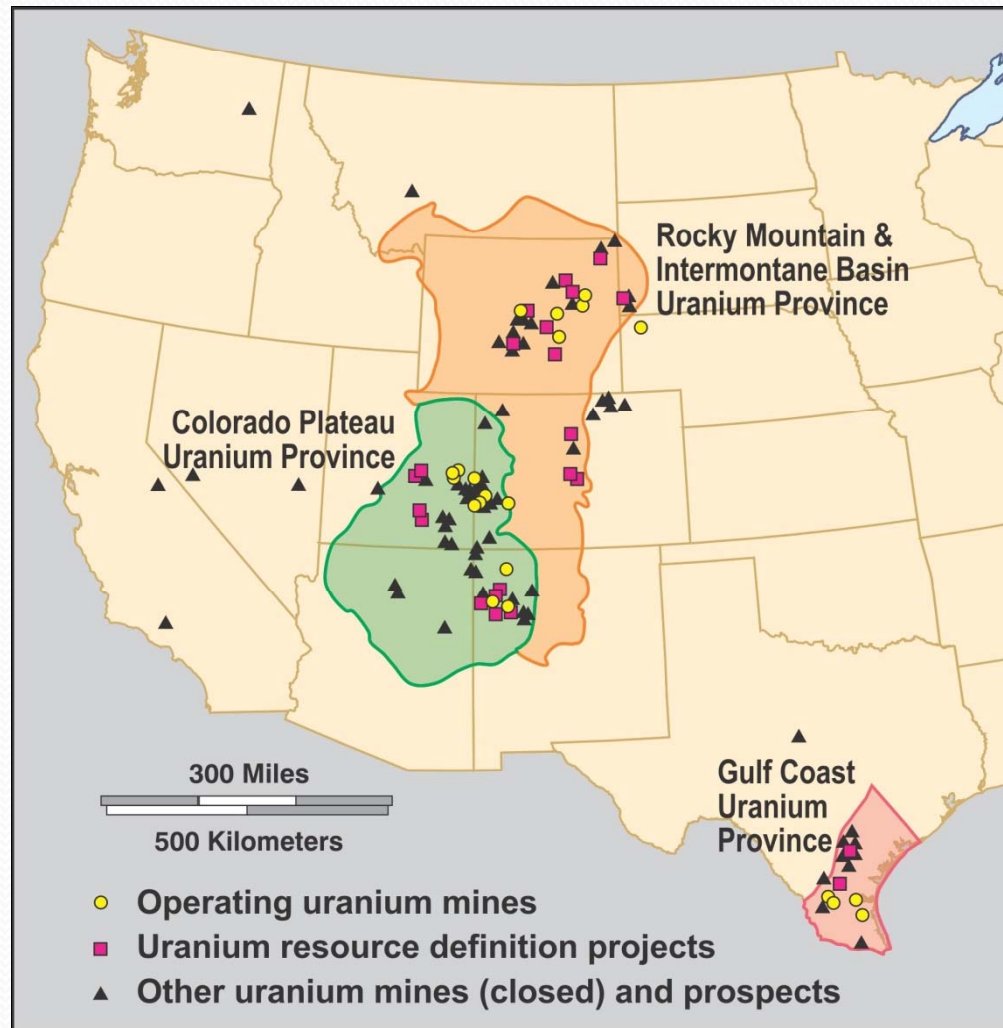 Rocky Mountain &
Intermontane Basin
Uranium Province
Colorado Plateau
Uranium Province
Gulf Coast
Uranium
Province
300 Miles
500 Kilometers
Operating uranium mines
Uranium resource definition projects
Other uranium mines (closed) and prospects